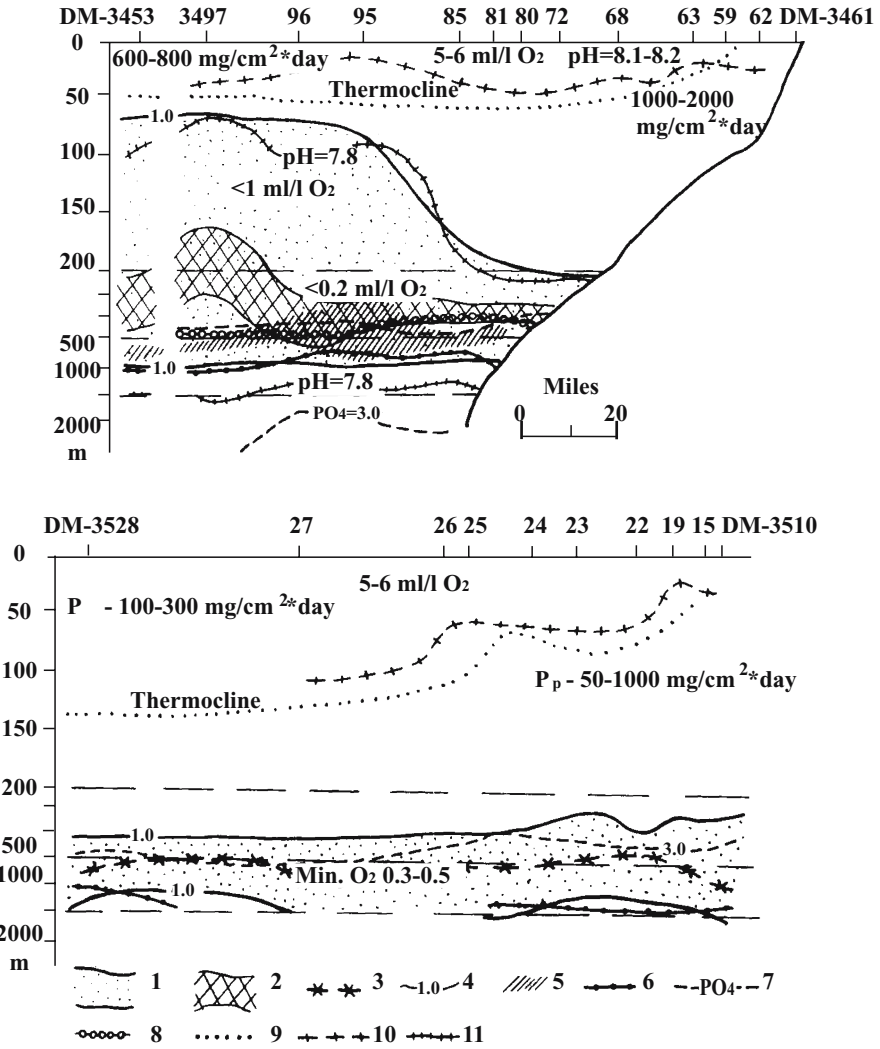 DM-3453 3497 96 95 85 81 80 72 68 63 59 62 DM-3461
0
600-800 mg/cm2*day 5-6 ml/l O2 pH=8.1-8.2
Thermocline
50
1000-2000
mg/cm2*day
1.0
100
pH=7.8
<1 ml/l O2
150
200
<0.2 ml/l O2
500
1000
1.0
pH=7.8
Miles
PO4=3.0
0 20
2000
m
DM-3528 27 26 25 24 23 22 19 15 DM-3510
0
5-6 ml/l O2
50
P - 100-300 mg/cm2*day
100
Pp - 50-1000 mg/cm2*day
Thermocline
150
200
1.0
500
3.0
1000
Min. O2 0.3-0.5
1.0
2000
m
1 2 3 1.0 4 5 6 PO4 7
8 9 10 11